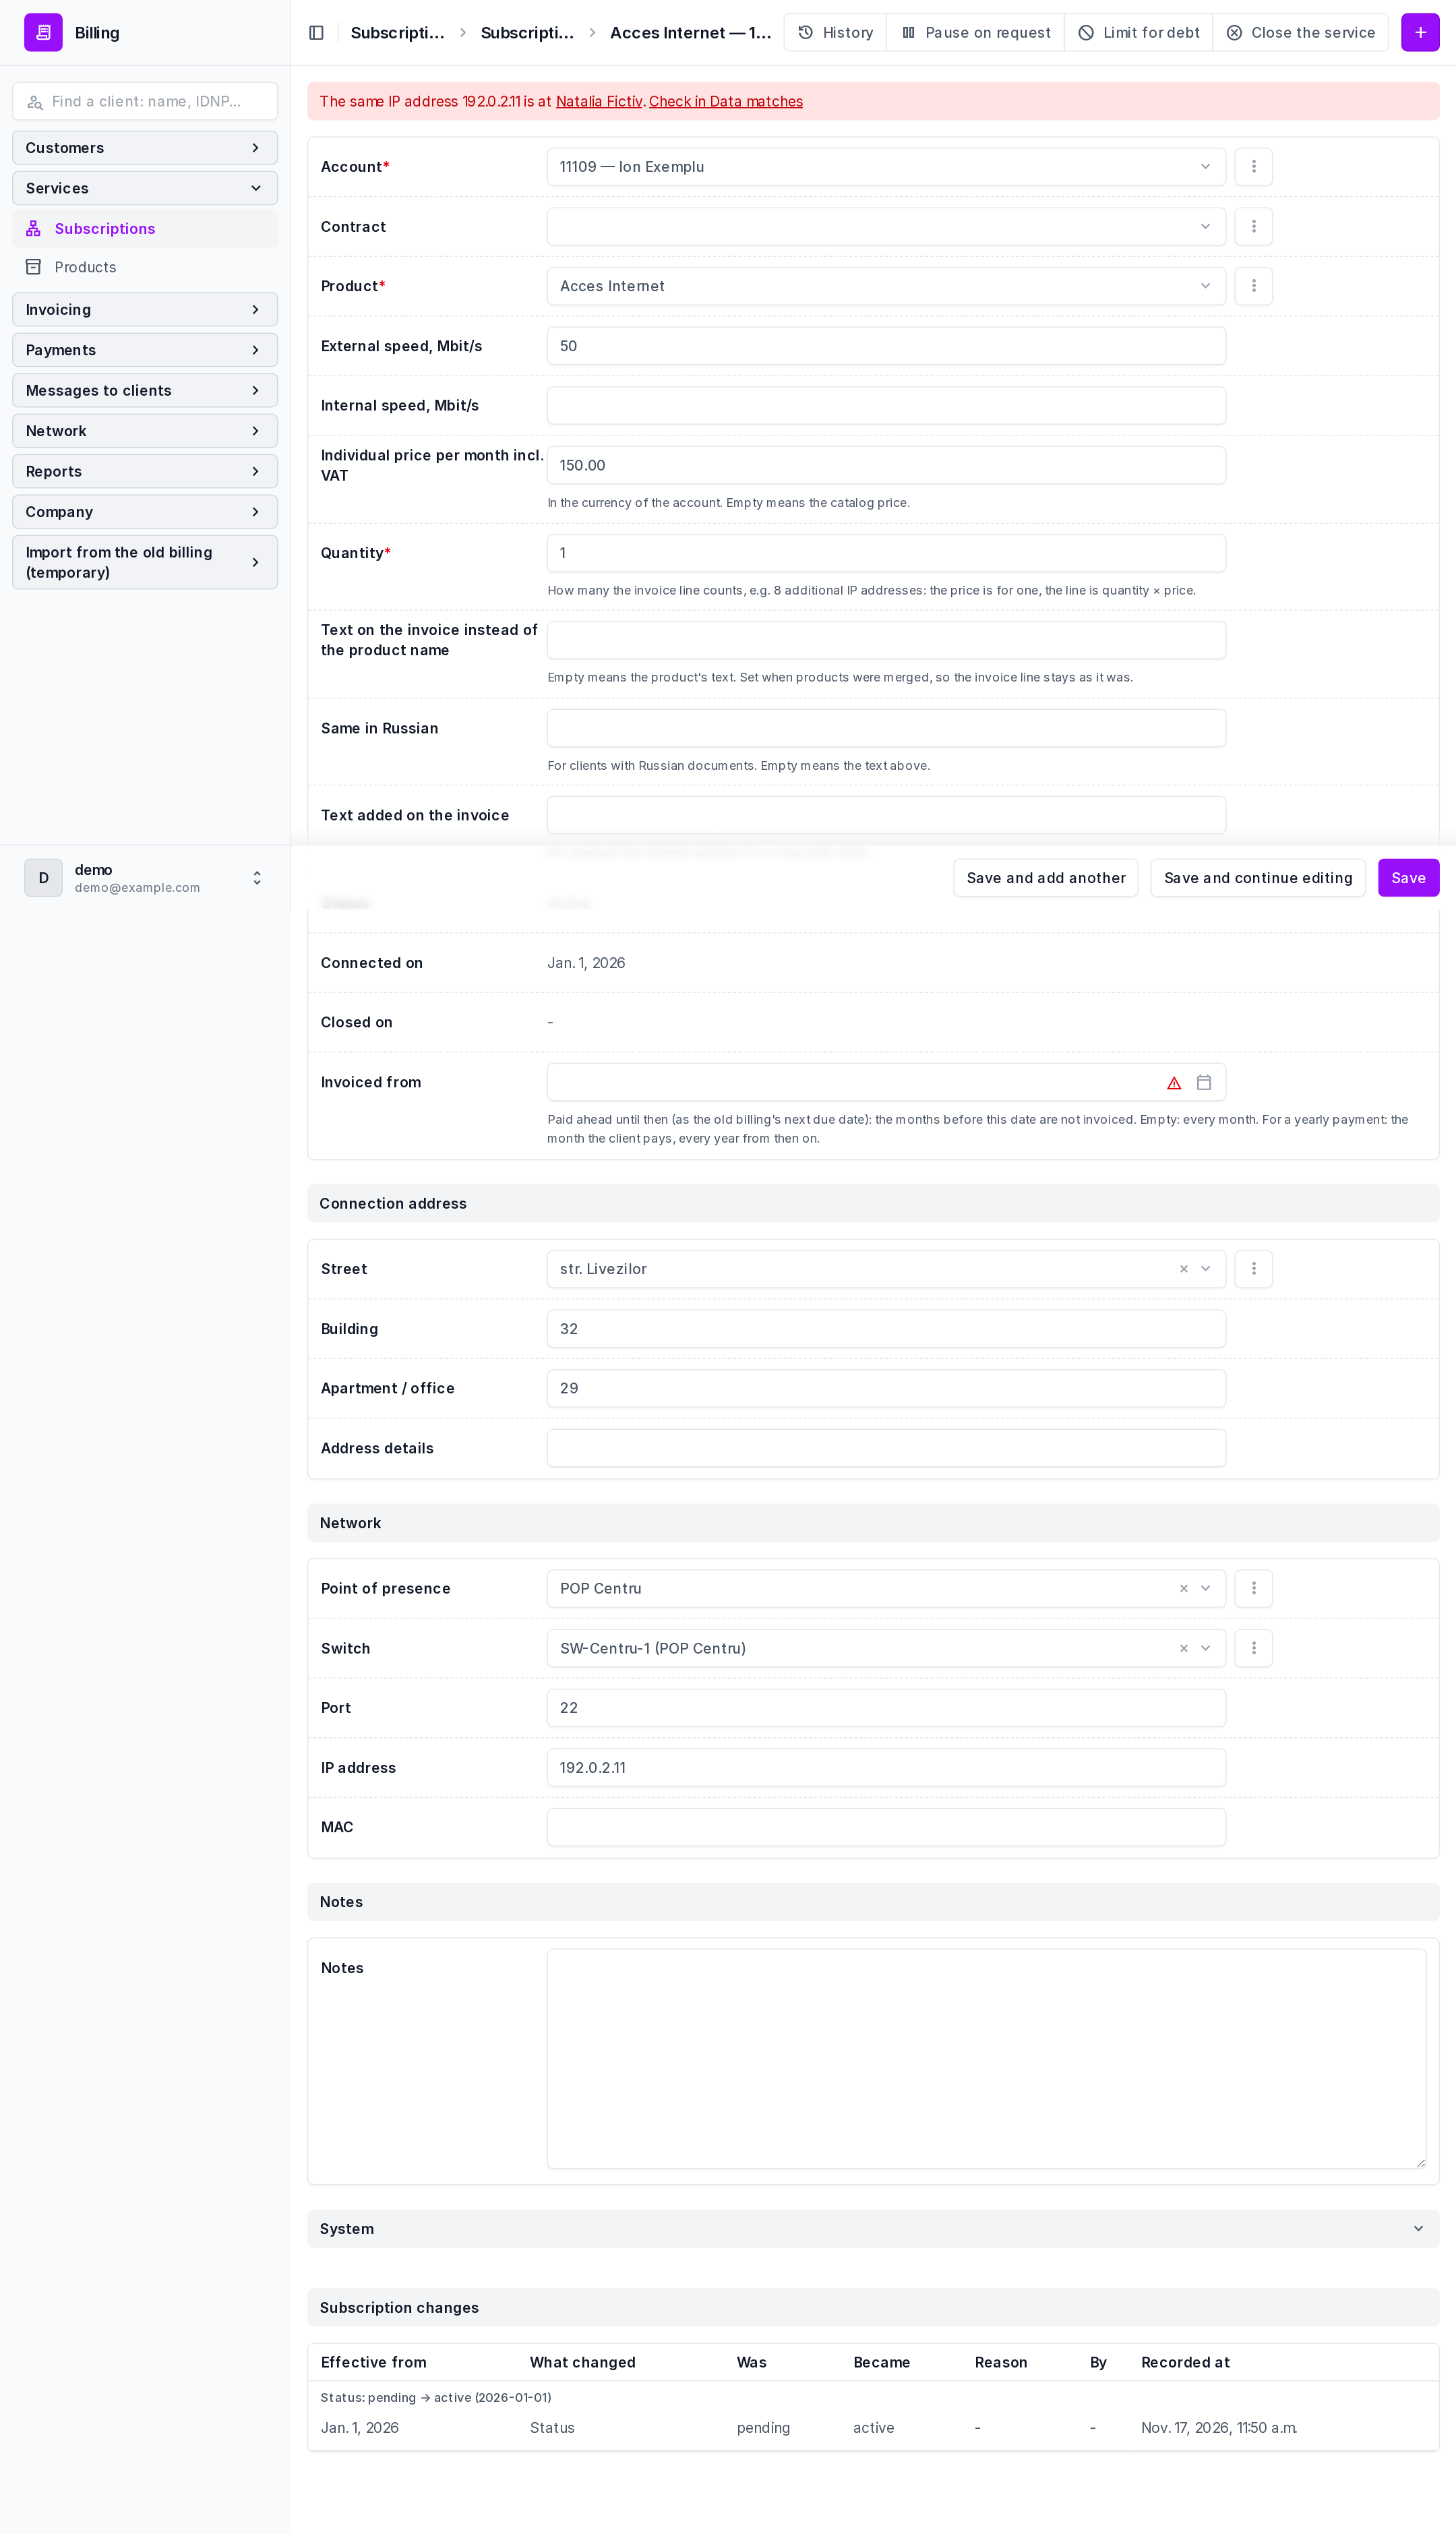 Billing
Subscripti... > Subscripti... > Acces Internet — 1...
History
Pause on request
Limit for debt
Close the service
Find a client: name, IDNP...
Customers
Services
Subscriptions
Products
Invoicing
Payments
Messages to clients
Network
Reports
Company
Import from the old billing
(temporary)
D
demo
demo@example.com
The same IP address 192.0.2.11 is at Natalia Fictiv. Check in Data matches
Account*
11109 — Ion Exemplu
Contract
Product*
Acces Internet
External speed, Mbit/s
50
Internal speed, Mbit/s
Individual price per month incl.
VAT
150.00
In the currency of the account. Empty means the catalog price.
Quantity*
1
How many the invoice line counts, e.g. 8 additional IP addresses: the price is for one, the line is quantity × price.
Text on the invoice instead of
the product name
Empty means the product's text. Set when products were merged, so the invoice line stays as it was.
Same in Russian
For clients with Russian documents. Empty means the text above.
Text added on the invoice
Save and add another
Save and continue editing
Save
Status
Active
Connected on
Jan. 1, 2026
Closed on
-
Invoiced from
Paid ahead until then (as the old billing's next due date): the months before this date are not invoiced. Empty: every month. For a yearly payment: the
month the client pays, every year from then on.
Connection address
Street
str. Livezilor
Building
32
Apartment / office
29
Address details
Network
Point of presence
POP Centru
Switch
SW-Centru-1 (POP Centru)
Port
22
IP address
192.0.2.11
MAC
Notes
Notes
System
Subscription changes
Effective from What changed Was Became Reason By Recorded at
Status: pending → active (2026-01-01)
Jan. 1, 2026 Status pending active - - Nov. 17, 2026, 11:50 a.m.